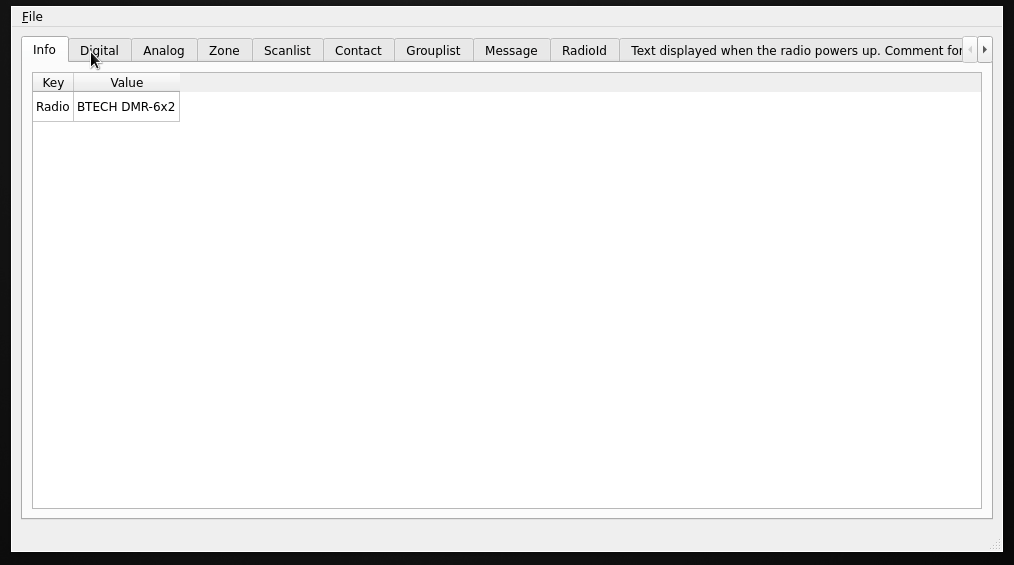 File
Info Digital Analog Zone Scanlist Contact Grouplist Message RadioId Text displayed when the radio powers up. Comment for
Key Value
Radio BTECH DMR-6x2